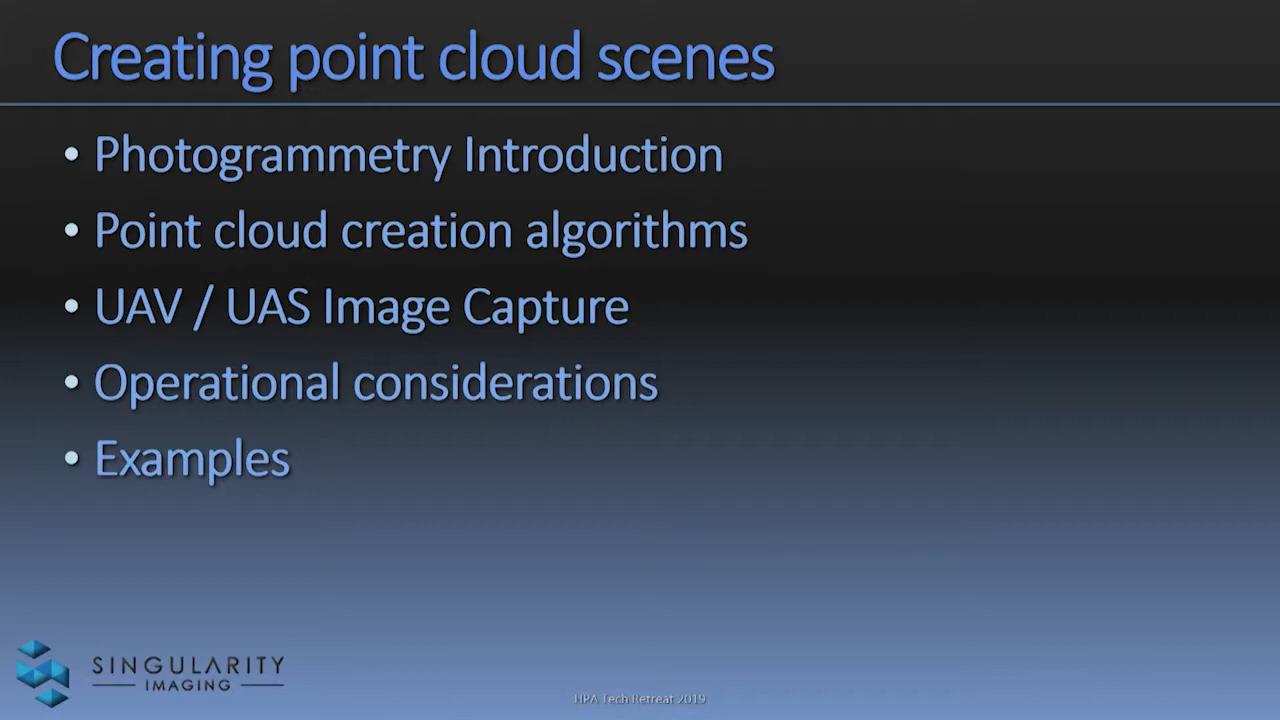 Creating point cloud scenes
• Photogrammetry Introduction
• Point cloud creation algorithms
• UAV / UAS Image Capture
• Operational considerations
• Examples
SINGULARITY
IMAGING
HPA Tech Retreat 2019